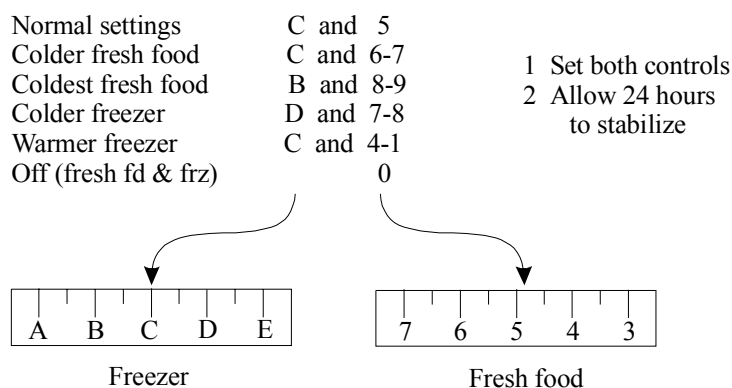 Normal settings C and 5
Colder fresh food C and 6-7
Coldest fresh food B and 8-9
Colder freezer D and 7-8
Warmer freezer C and 4-1
Off (fresh fd & frz) 0
1 Set both controls
2 Allow 24 hours
to stabilize
A B C D E
Freezer
7 6 5 4 3
Fresh food